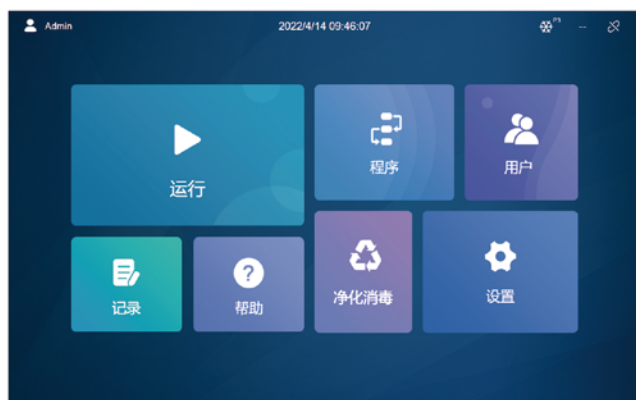 Admin
2022/4/14 09:46:07
--
运行
程序
用户
记录
?
帮助
净化消毒
设置